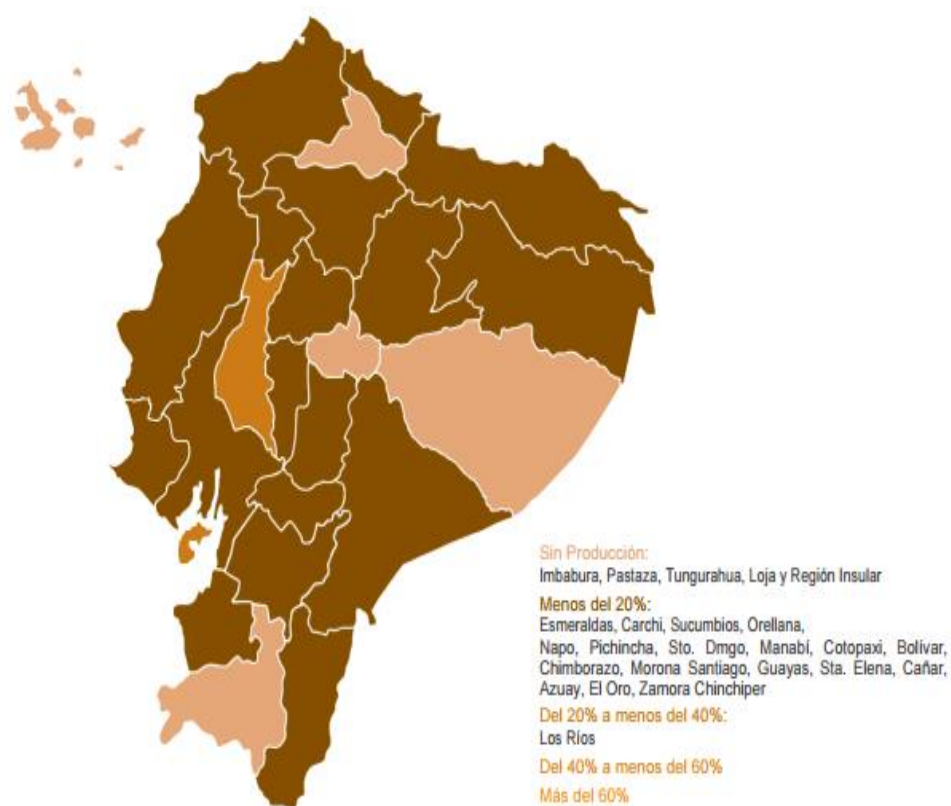 Sin Producción:
Imbabura, Pastaza, Tungurahua, Loja y Región Insular
Menos del 20%:
Esmeraldas, Carchi, Sucumbios, Orellana,
Napo, Pichincha, Sto. Dmgo, Manabí, Cotopaxi, Bolívar,
Chimborazo, Morona Santiago, Guayas, Sta. Elena, Cañar,
Azuay, El Oro, Zamora Chinchiper
Del 20% a menos del 40%:
Los Ríos
Del 40% a menos del 60%
Más del 60%